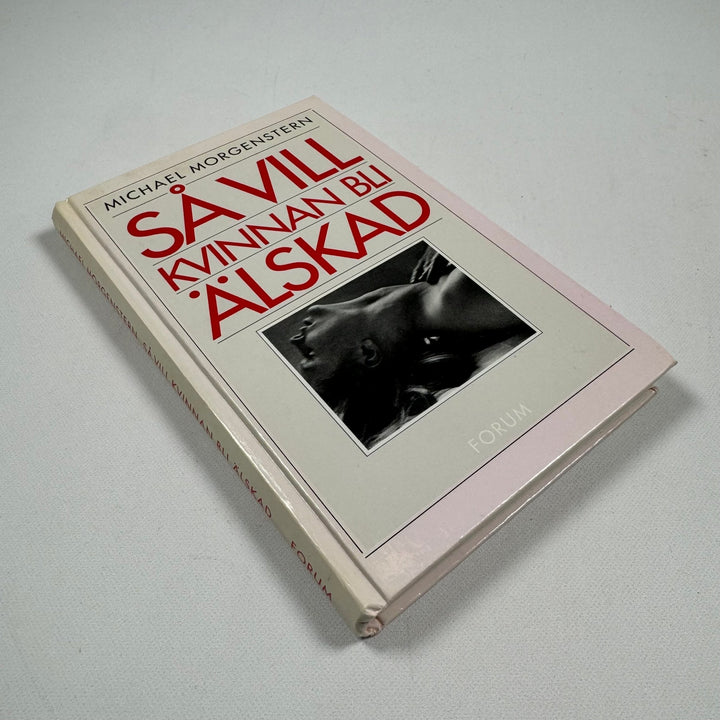 MICHAEL MORGENSTERN
SÅ VILL
KVINNAN BLI
ÄLSKAD
FORUM
MICHAEL MORGENSTERN SÅ VILL KVINNAN BLI ÄLSKAD FORUM